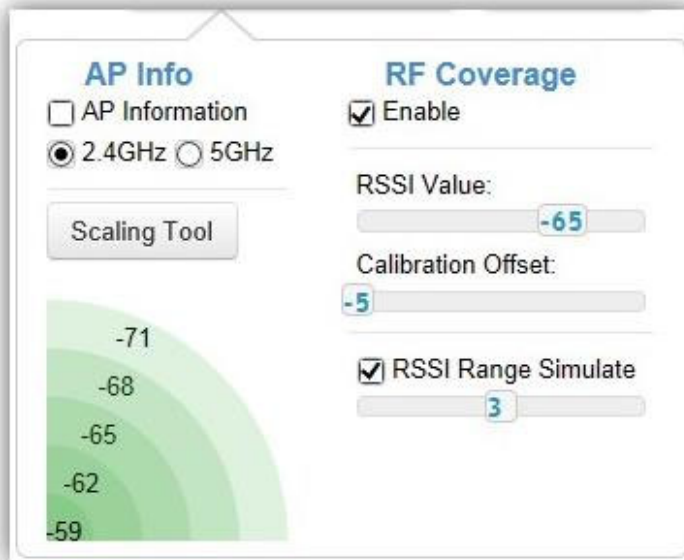 AP Info
AP Information
2.4GHz 5GHz
Scaling Tool
-71
-68
-65
-62
-59
RF Coverage
Enable
RSSI Value:
-65
Calibration Offset:
-5
RSSI Range Simulate
3